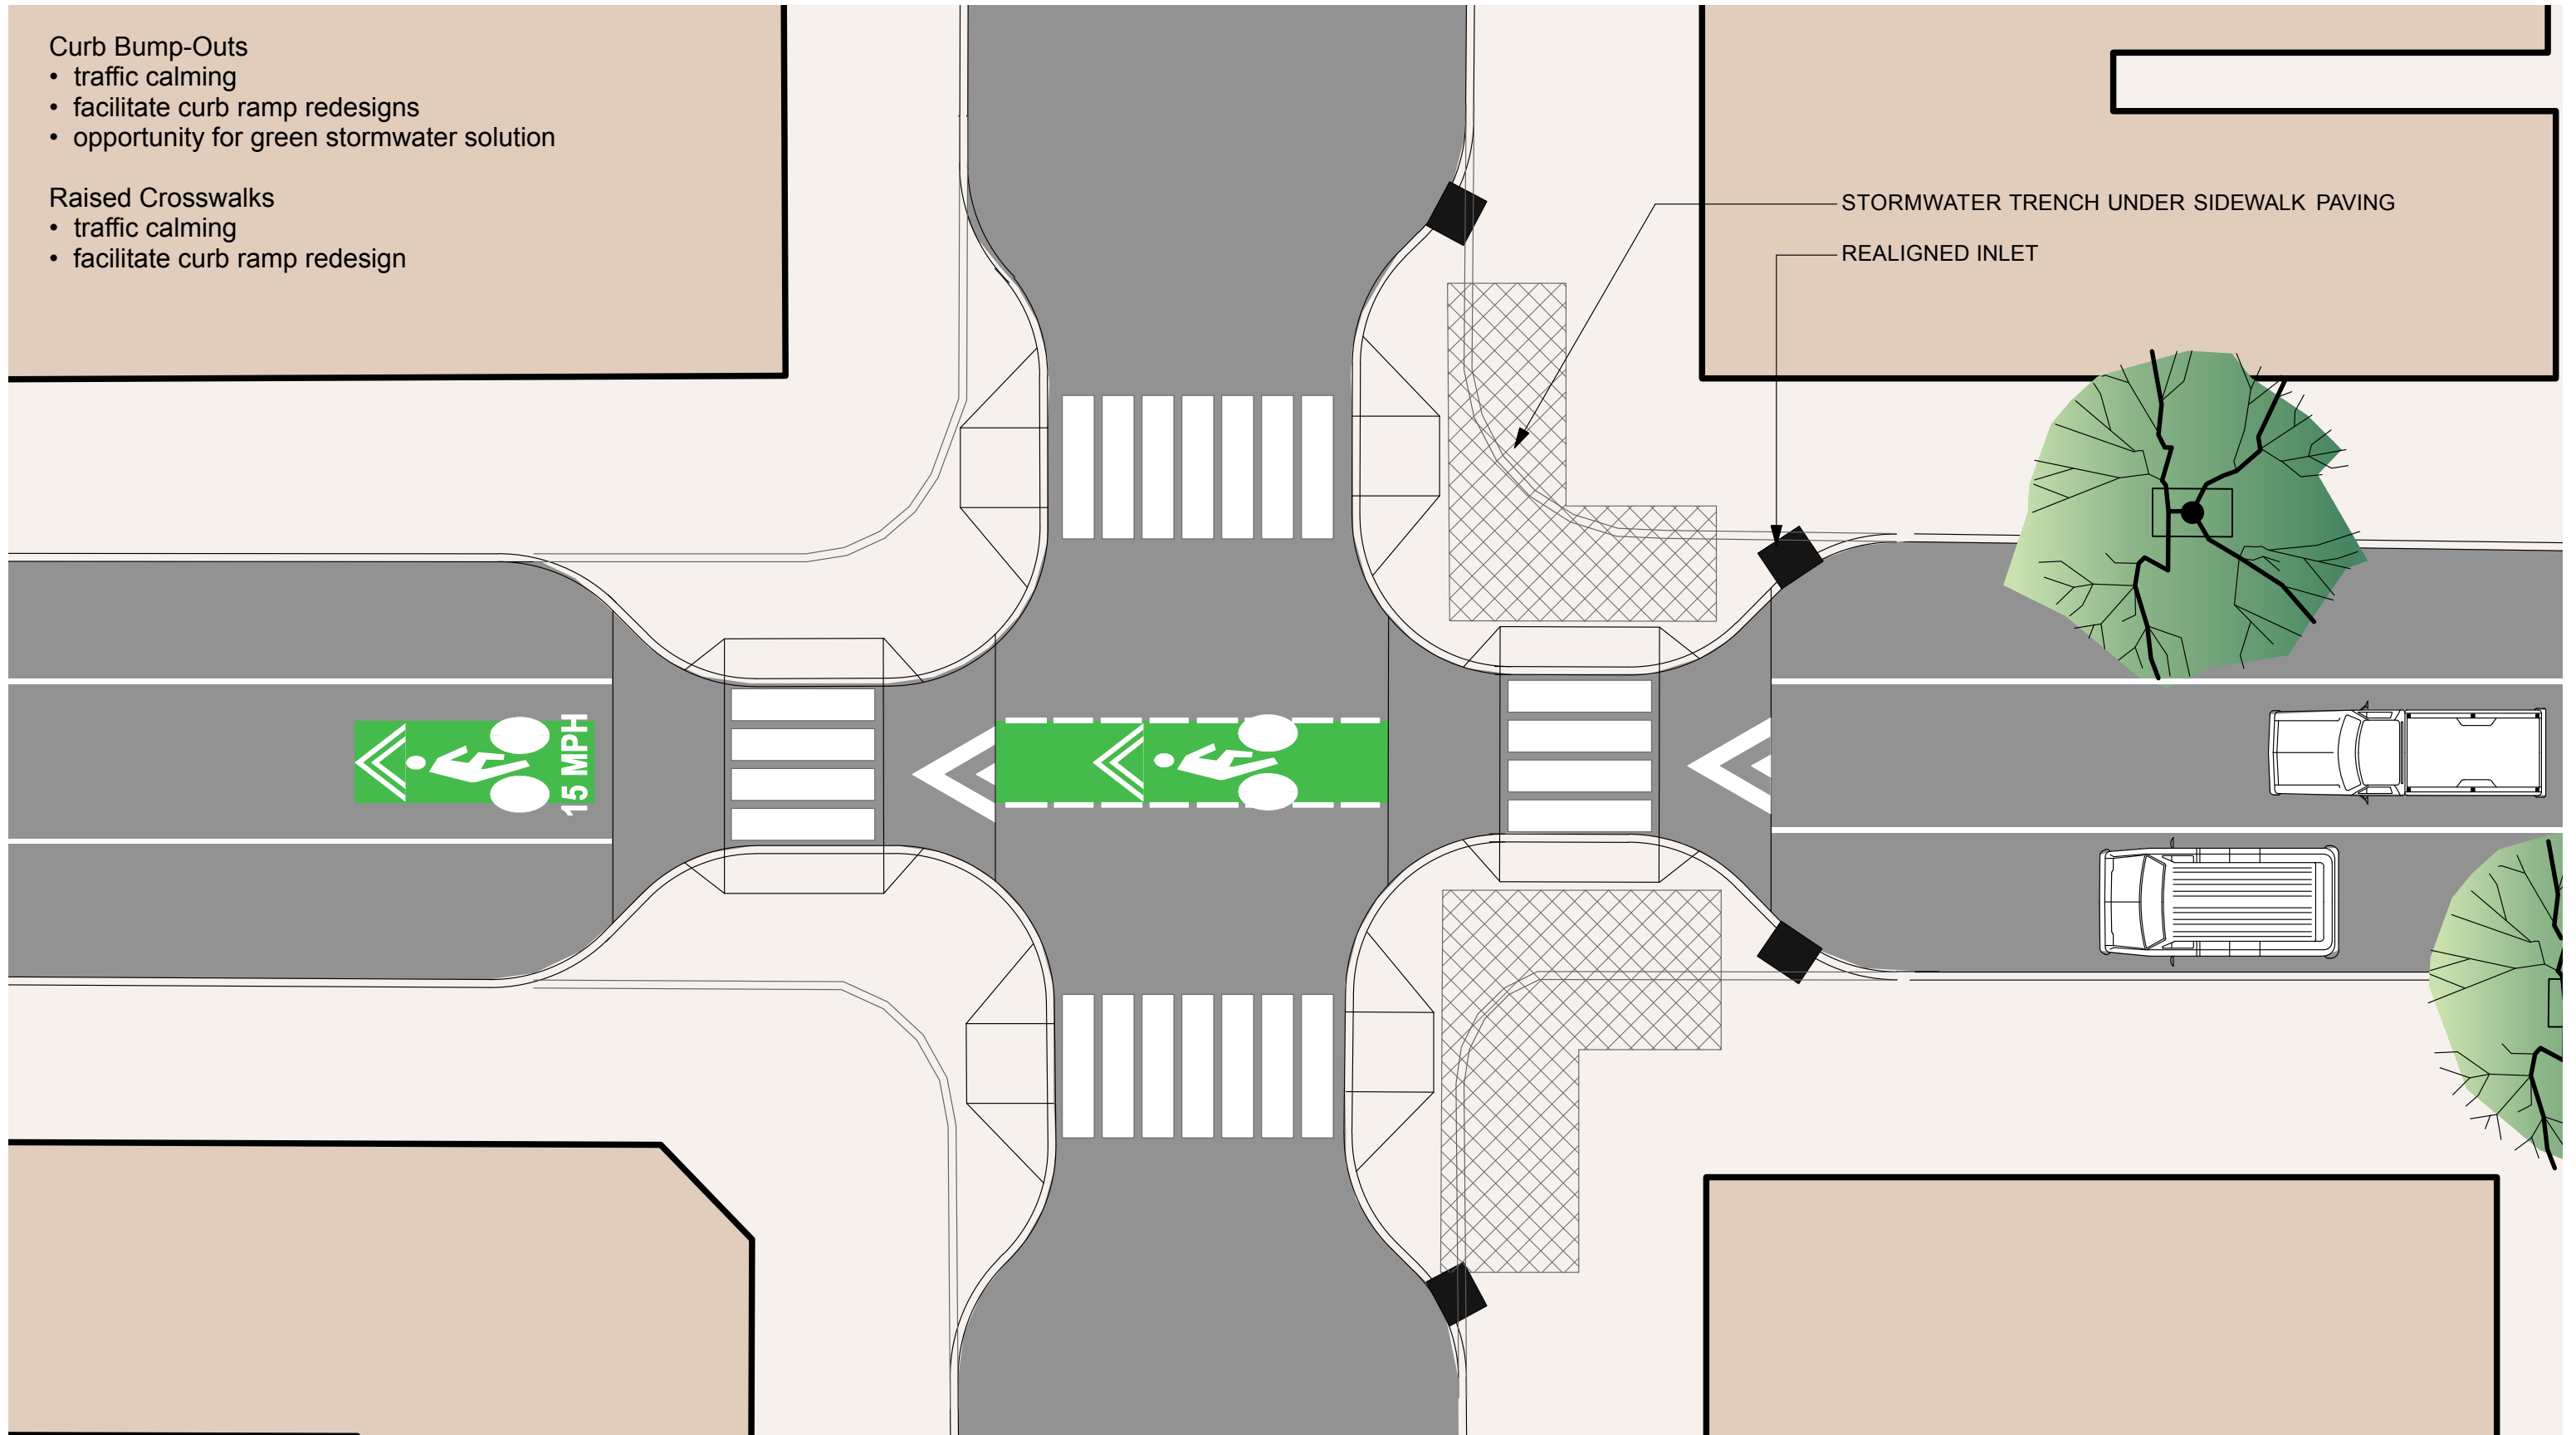 Curb Bump-Outs
• traffic calming
• facilitate curb ramp redesigns
• opportunity for green stormwater solution
Raised Crosswalks
• traffic calming
• facilitate curb ramp redesign
STORMWATER TRENCH UNDER SIDEWALK PAVING
REALIGNED INLET
15 MPH